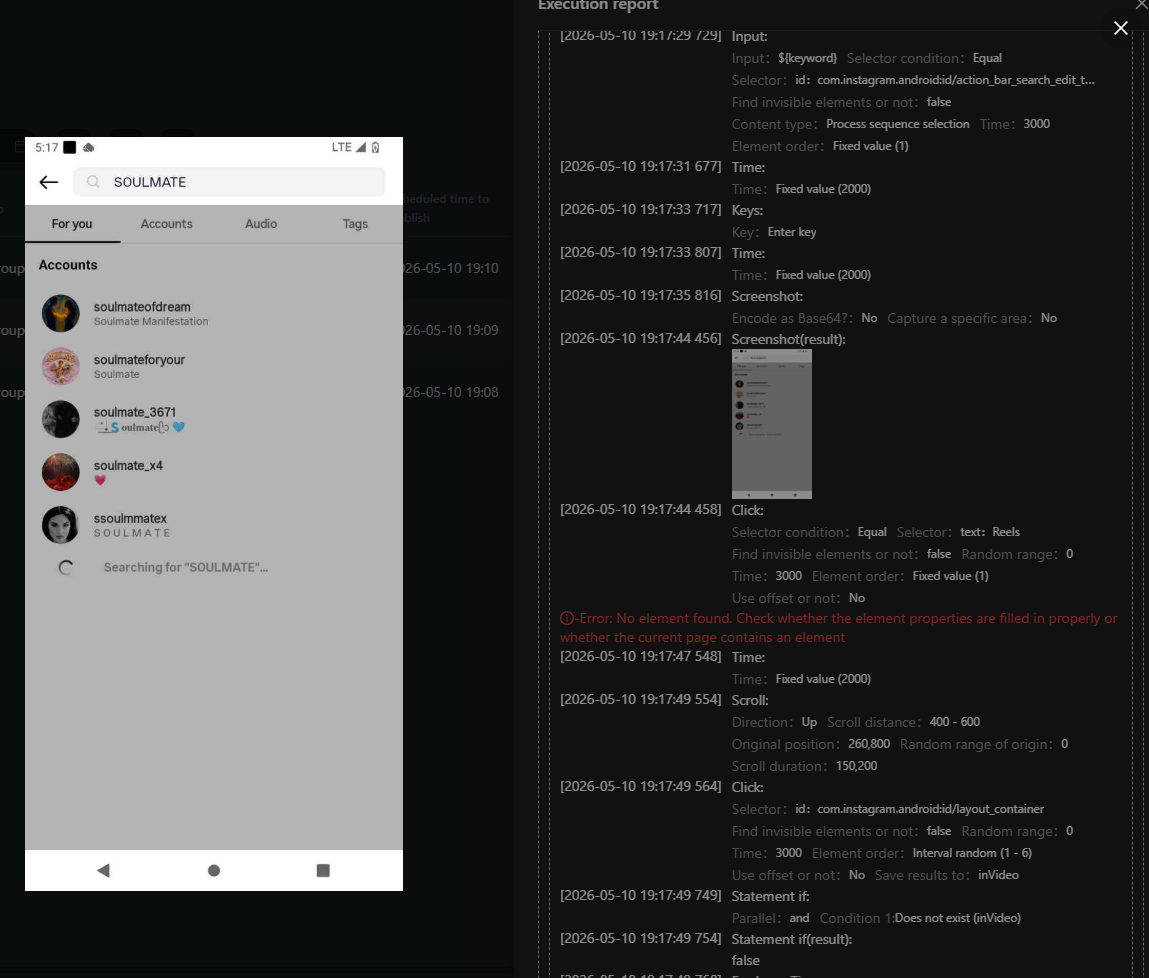 Execution report
[2026-05-10 19:17:29 729] Input:
Input: ${keyword} Selector condition: Equal
Selector: id: com.instagram.android:id/action_bar_search_edit_t...
Find invisible elements or not: false
Content type: Process sequence selection Time: 3000
Element order: Fixed value (1)
[2026-05-10 19:17:31 677] Time:
Time: Fixed value (2000)
[2026-05-10 19:17:33 717] Keys:
Key: Enter key
[2026-05-10 19:17:33 807] Time:
Time: Fixed value (2000)
[2026-05-10 19:17:35 816] Screenshot:
Encode as Base64?: No Capture a specific area: No
[2026-05-10 19:17:44 456] Screenshot(result):
[2026-05-10 19:17:44 458] Click:
Selector condition: Equal Selector: text: Reels
Find invisible elements or not: false Random range: 0
Time: 3000 Element order: Fixed value (1)
Use offset or not: No
-Error: No element found. Check whether the element properties are filled in properly or
whether the current page contains an element
[2026-05-10 19:17:47 548] Time:
Time: Fixed value (2000)
[2026-05-10 19:17:49 554] Scroll:
Direction: Up Scroll distance: 400 - 600
Original position: 260,800 Random range of origin: 0
Scroll duration: 150,200
[2026-05-10 19:17:49 564] Click:
Selector: id: com.instagram.android:id/layout_container
Find invisible elements or not: false Random range: 0
Time: 3000 Element order: Interval random (1 - 6)
Use offset or not: No Save results to: inVideo
[2026-05-10 19:17:49 749] Statement if:
Parallel: and Condition 1:Does not exist (inVideo)
[2026-05-10 19:17:49 754] Statement if(result):
false
5:17 LTE
SOULMATE
For you Accounts Audio Tags
Accounts
soulmateofdream
Soulmate Manifestation
soulmateforyour
Soulmate
soulmate_3671
S oulmate
soulmate_x4
ssoulmmatex
S O U L M A T E
Searching for "SOULMATE"...
heduled time to
blish
roup 26-05-10 19:10
roup 26-05-10 19:09
roup 26-05-10 19:08